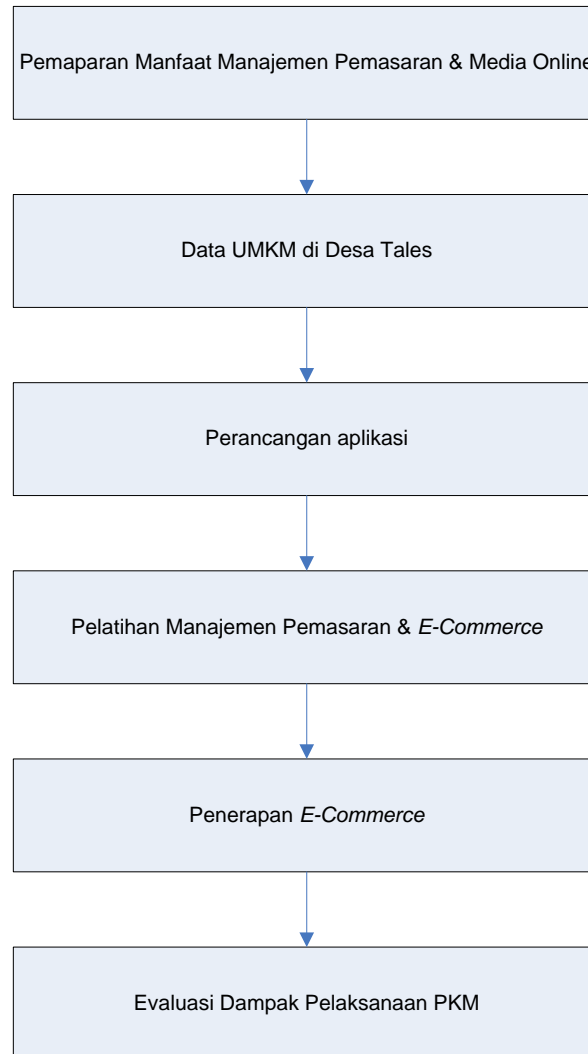 Pemaparan Manfaat Manajemen Pemasaran & Media Online
Data UMKM di Desa Tales
Perancangan aplikasi
Pelatihan Manajemen Pemasaran & E-Commerce
Penerapan E-Commerce
Evaluasi Dampak Pelaksanaan PKM